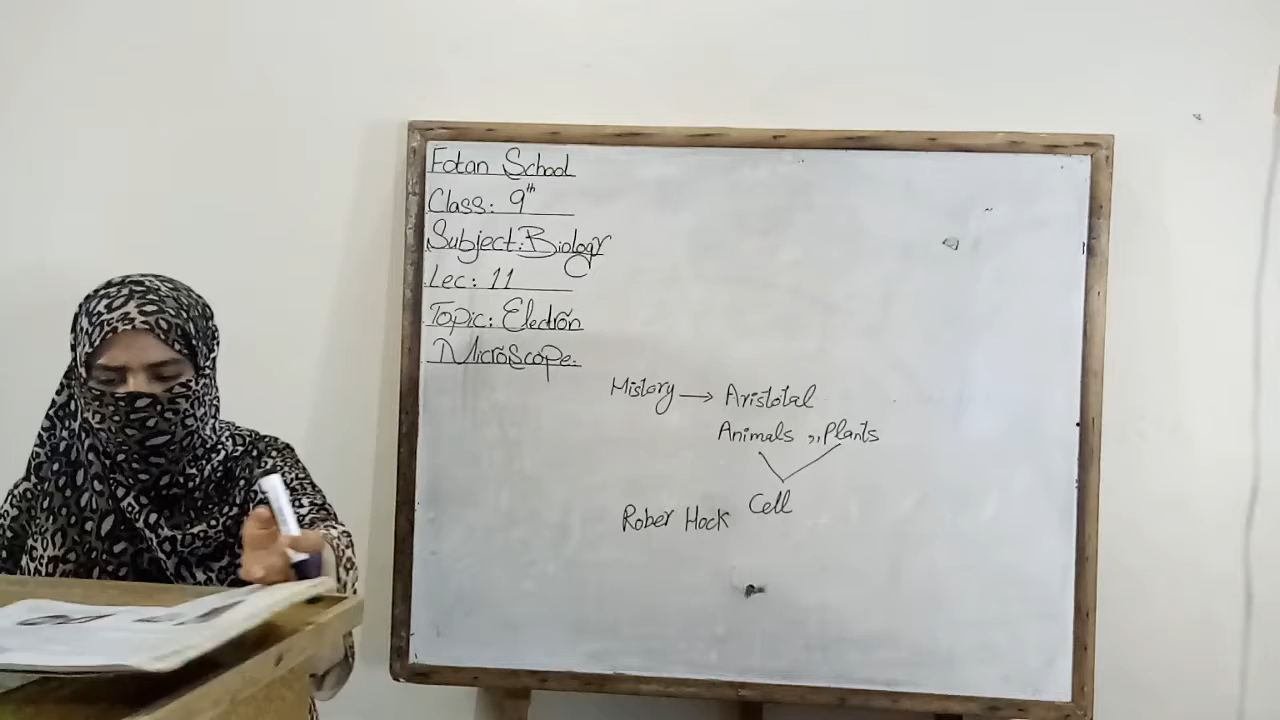 Fotan School
Class: 9th
Subject: Biology
Lec: 11
Topic: Electron
Microscope.
History → Aristotal
Animals ,, Plants
Cell
Rober Hock